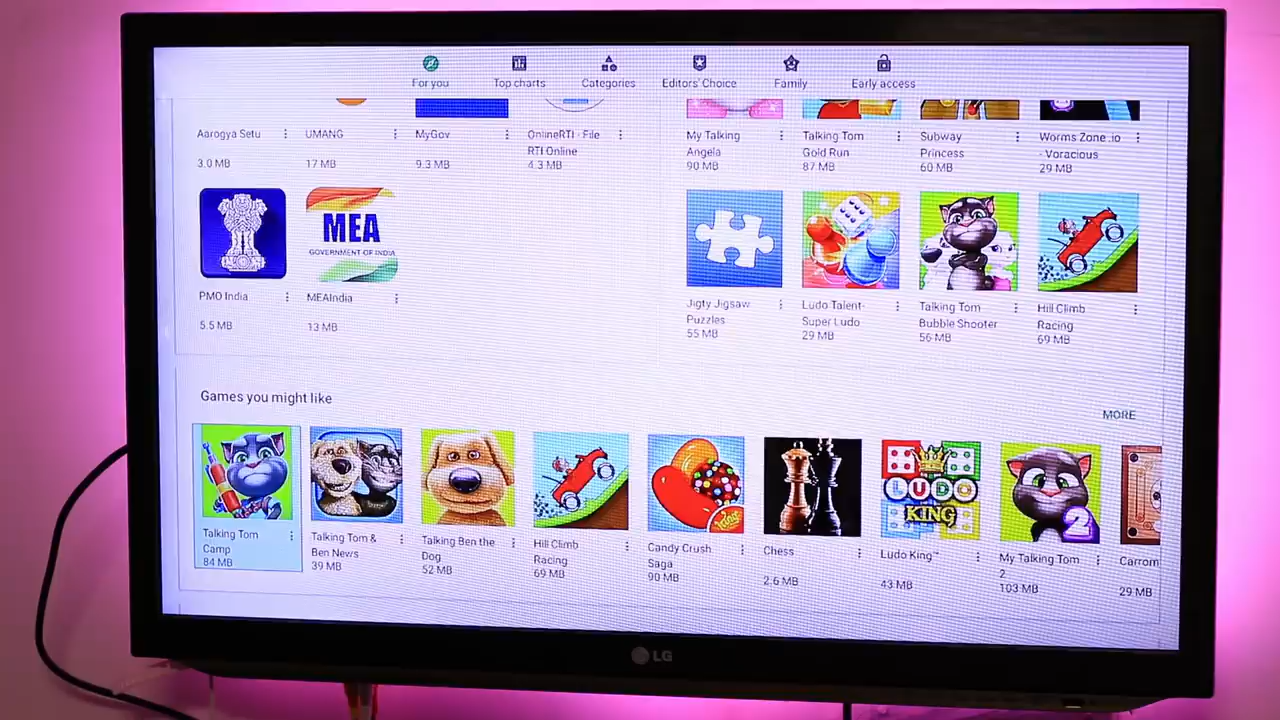 For you
Top charts
Categories
Editors' Choice
Family
Early access
Aarogya Setu
3.0 MB
UMANG
17 MB
MyGov
9.3 MB
OnlineRTI - File
RTI Online
4.3 MB
My Talking
Angela
90 MB
Talking Tom
Gold Run
87 MB
Subway
Princess
60 MB
Worms Zone .io
- Voracious
29 MB
MEA
GOVERNMENT OF INDIA
PMO India
5.5 MB
MEAIndia
13 MB
Jigty Jigsaw
Puzzles
55 MB
Ludo Talent-
Super Ludo
29 MB
Talking Tom
Bubble Shooter
56 MB
Hill Climb
Racing
69 MB
Games you might like
MORE
Talking Tom
Camp
84 MB
Talking Tom &
Ben News
39 MB
Talking Ben the
Dog
52 MB
Hill Climb
Racing
69 MB
King
Candy Crush
Saga
90 MB
Chess
2.6 MB
LUDO
KING
Ludo King™
43 MB
2
My Talking Tom
2
103 MB
Carrom
29 MB
LG